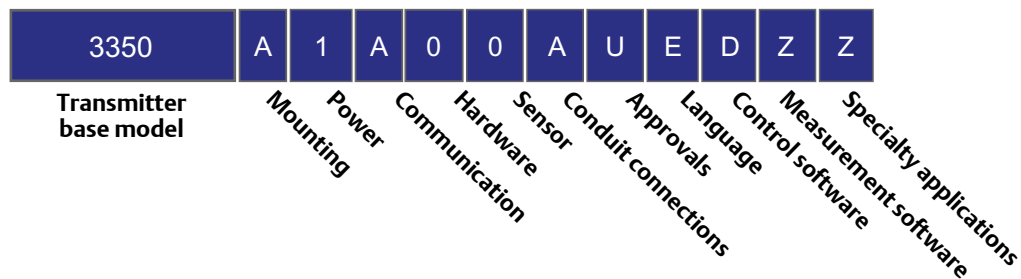 3350 A 1 A 0 0 A U E D Z Z
Transmitter
base model
Mounting
Power
Communication
Hardware
Sensor
Conduit connections
Approvals
Language
Control software
Measurement software
Specialty applications